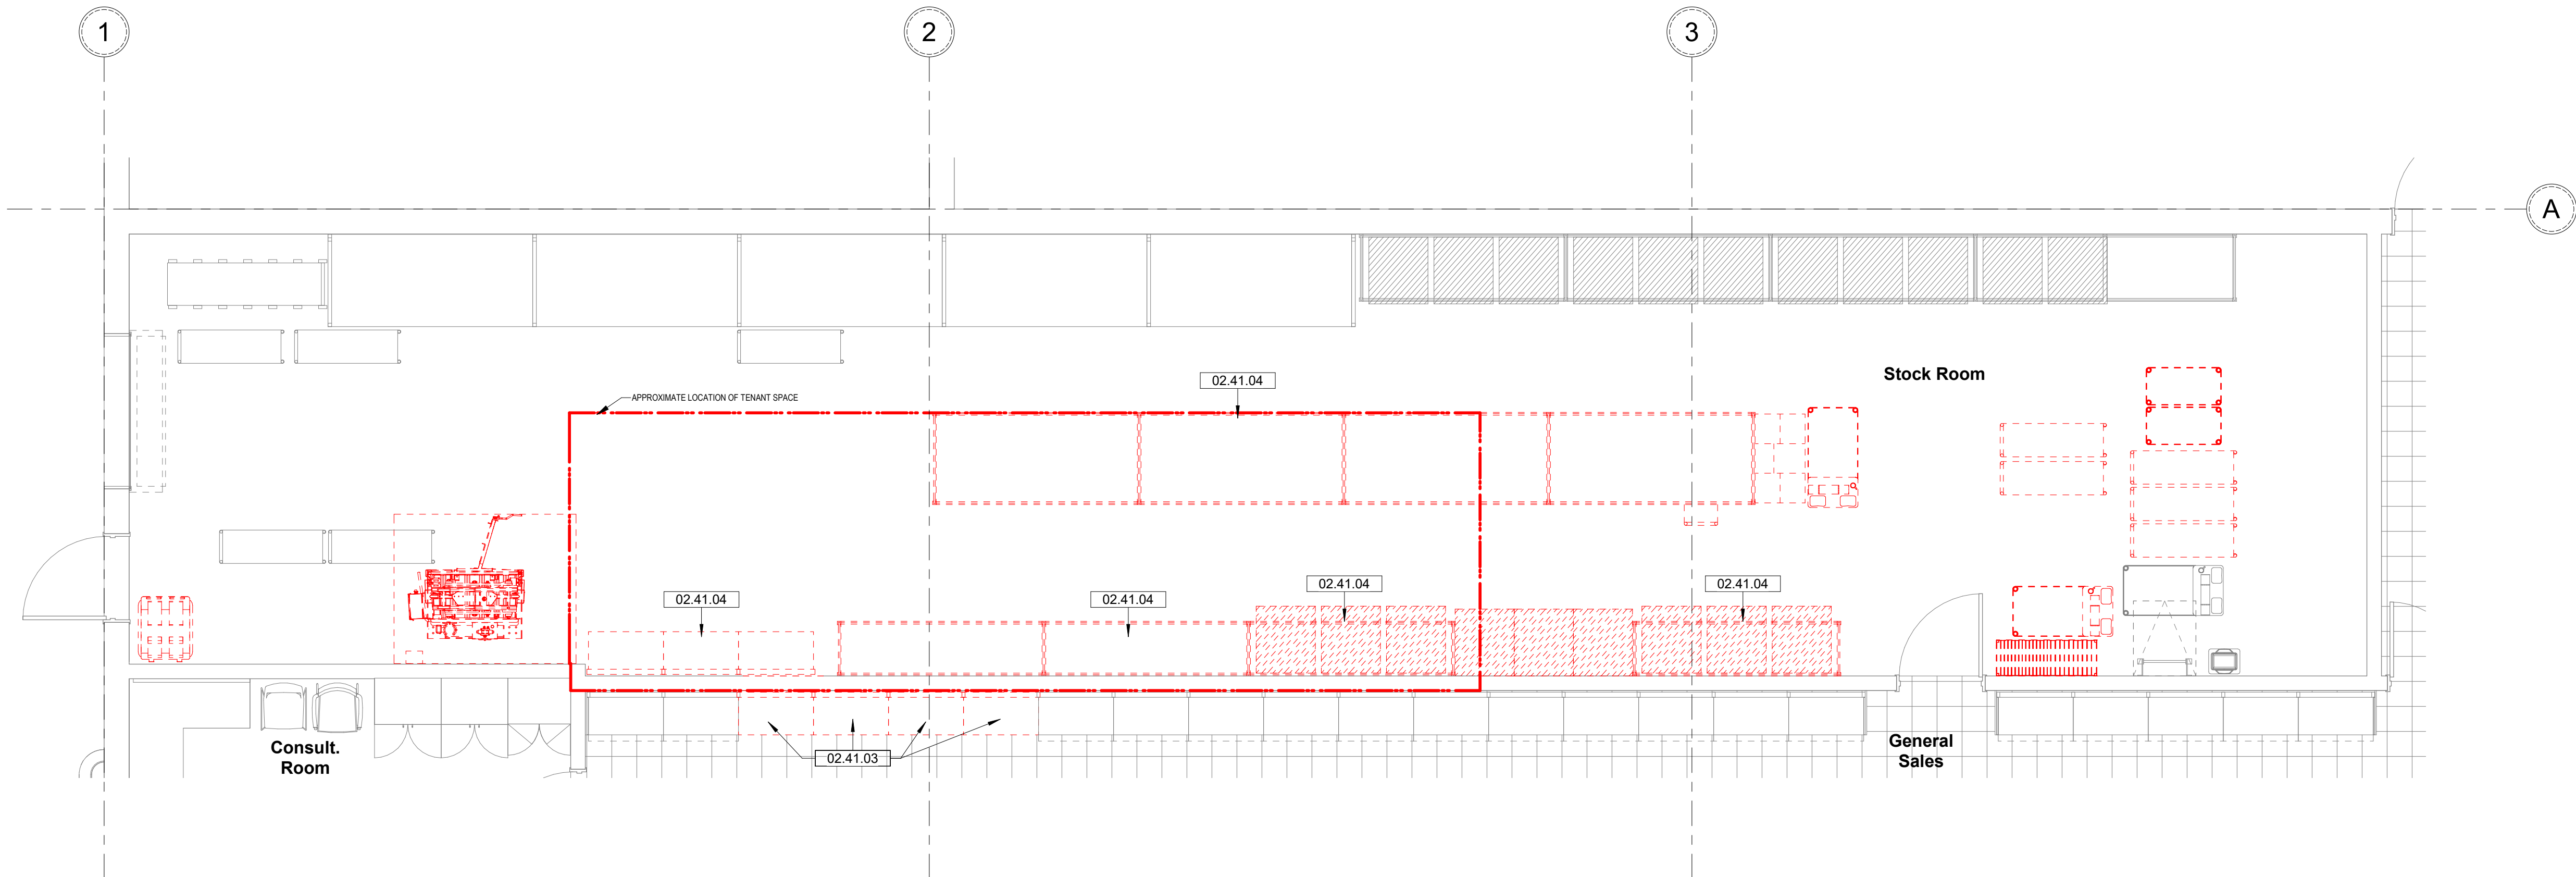 1
2
3
A
02.41.04
Stock Room
APPROXIMATE LOCATION OF TENANT SPACE
02.41.04
02.41.04
02.41.04
02.41.04
Consult.
Room
02.41.03
General
Sales